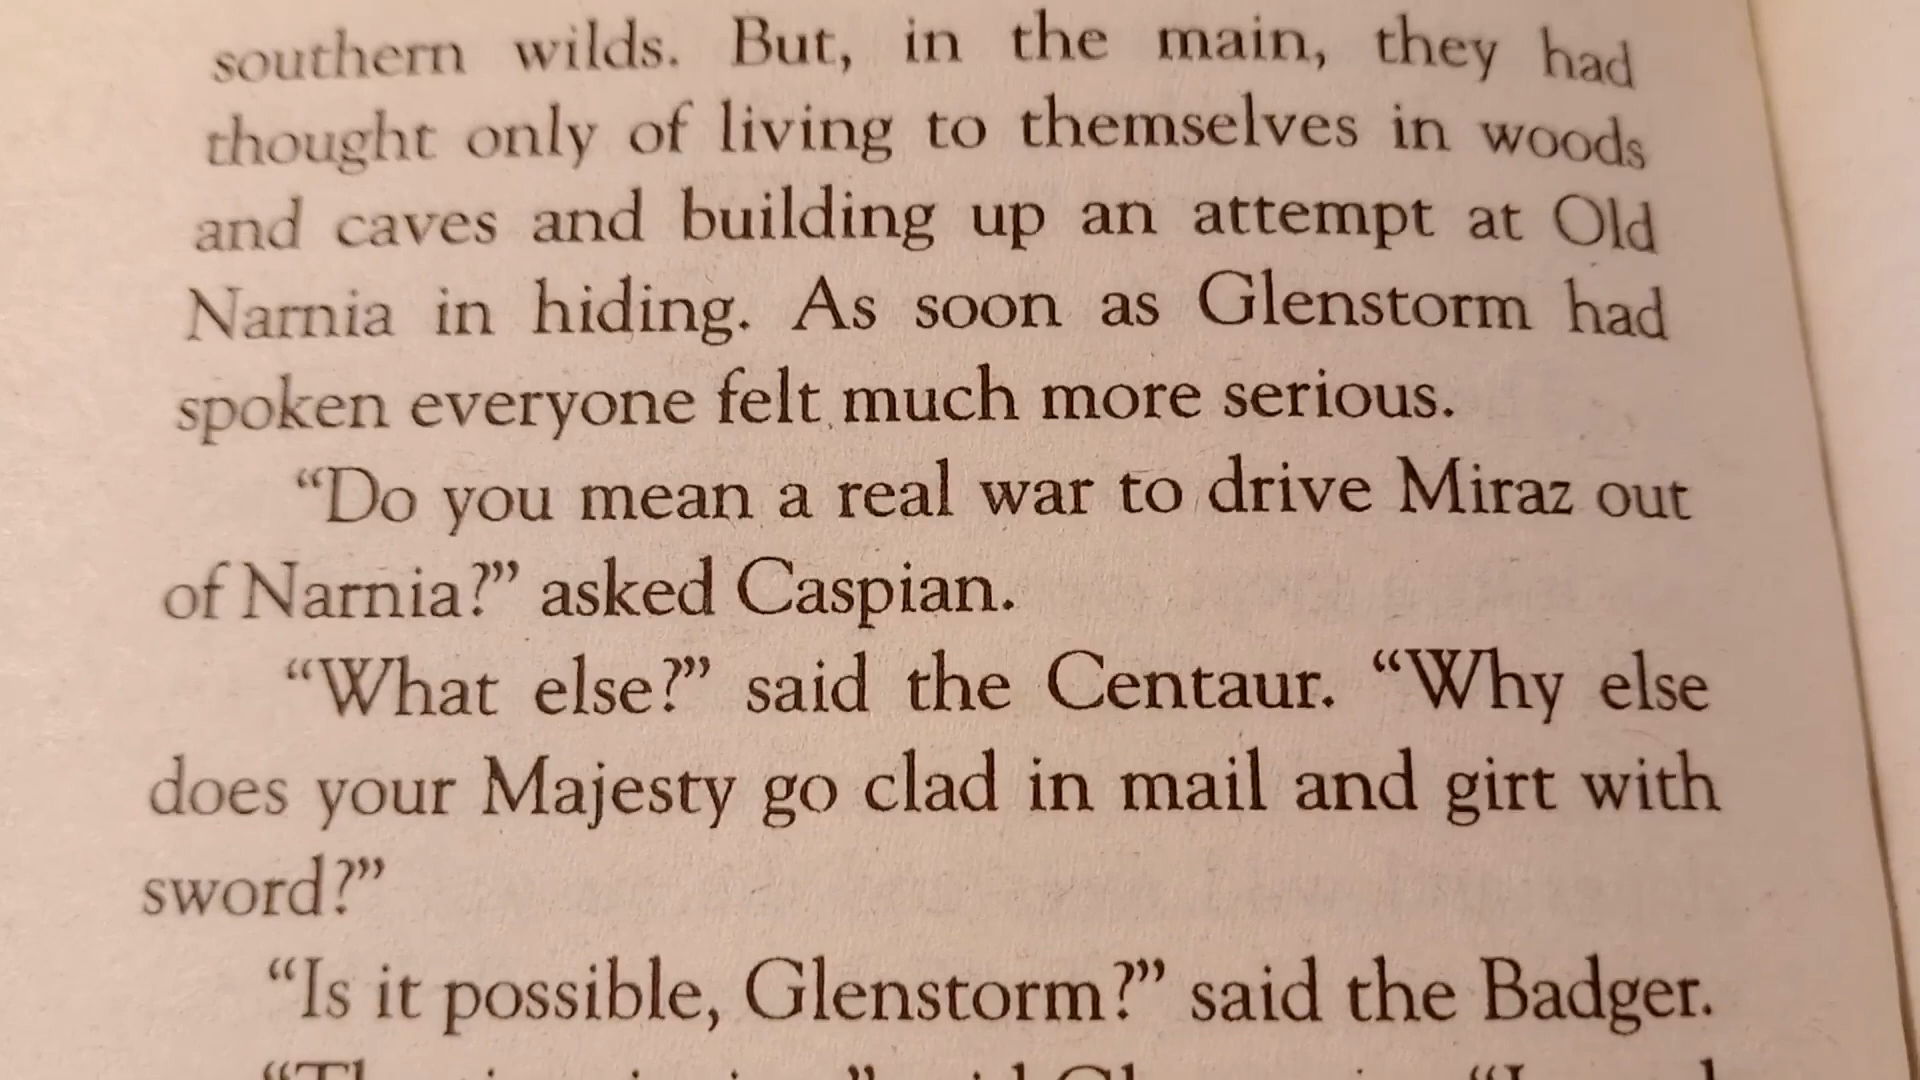 southern wilds. But, in the main, they had
thought only of living to themselves in woods
and caves and building up an attempt at Old
Narnia in hiding. As soon as Glenstorm had
spoken everyone felt much more serious.
“Do you mean a real war to drive Miraz out
of Narnia?” asked Caspian.
“What else?” said the Centaur. “Why else
does your Majesty go clad in mail and girt with
sword?”
“Is it possible, Glenstorm?” said the Badger.